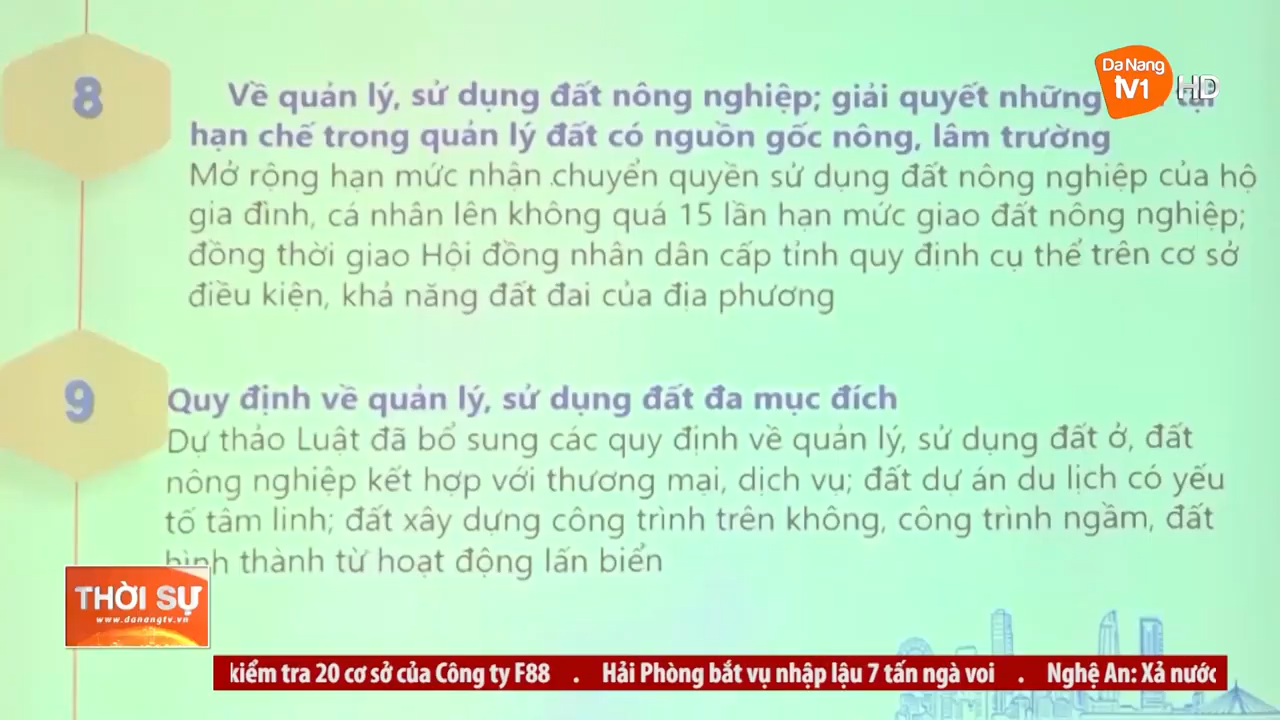 8
Da Nang
TV1 HD
Về quản lý, sử dụng đất nông nghiệp; giải quyết những
hạn chế trong quản lý đất có nguồn gốc nông, lâm trường
Mở rộng hạn mức nhận chuyển quyền sử dụng đất nông nghiệp của hộ
gia đình, cá nhân lên không quá 15 lần hạn mức giao đất nông nghiệp;
đồng thời giao Hội đồng nhân dân cấp tỉnh quy định cụ thể trên cơ sở
điều kiện, khả năng đất đai của địa phương
9
Quy định về quản lý, sử dụng đất đa mục đích
Dự thảo Luật đã bổ sung các quy định về quản lý, sử dụng đất ở, đất
nông nghiệp kết hợp với thương mại, dịch vụ; đất dự án du lịch có yếu
tố tâm linh; đất xây dựng công trình trên không, công trình ngầm, đất
hình thành từ hoạt động lấn biển
THỜI SỰ
www.danangtv.vn
kiểm tra 20 cơ sở của Công ty F88 . Hải Phòng bắt vụ nhập lậu 7 tấn ngà voi . Nghệ An: Xả nước